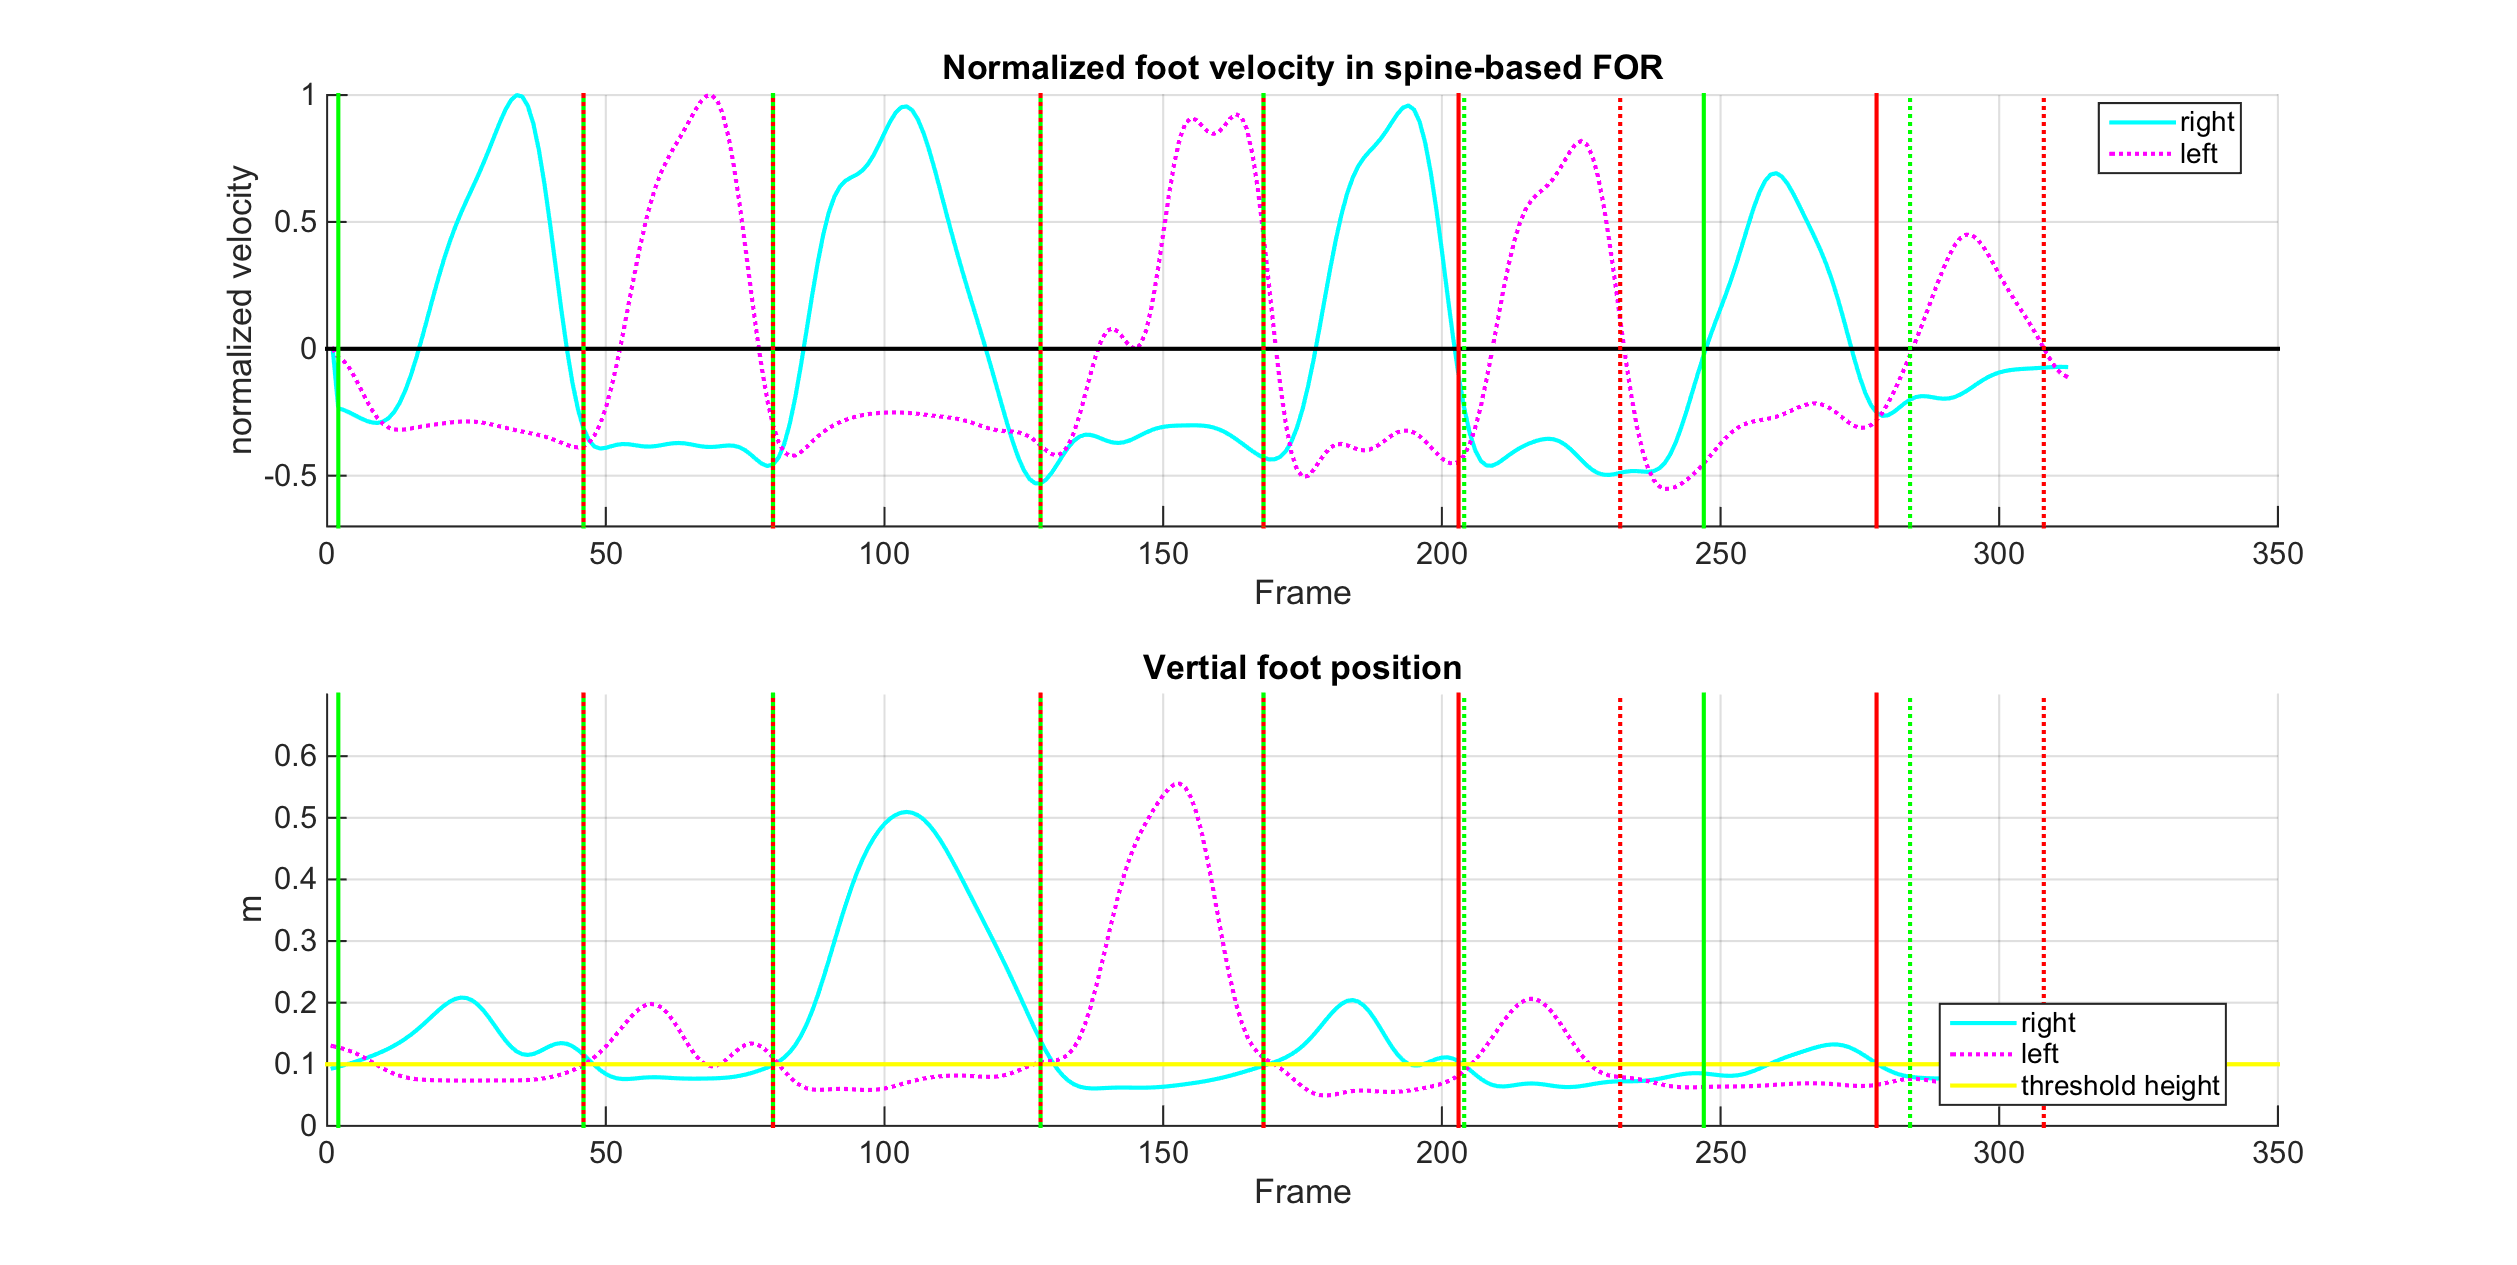 Normalized foot velocity in spine-based FOR
normalized velocity
1
0.5
0
-0.5
0 50 100 150 200 250 300 350
Frame
right
left
Vertial foot position
m
0.6
0.5
0.4
0.3
0.2
0.1
0
0 50 100 150 200 250 300 350
Frame
right
left
threshold height